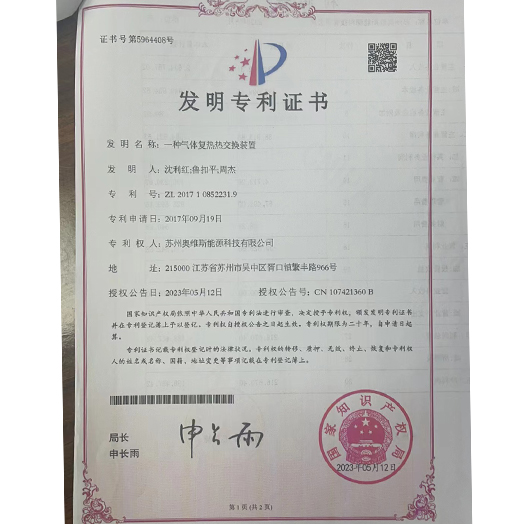 证书号第5964408号
发明专利证书
发 明 名 称：一种气体复热热交换装置
发 明 人：沈利红;鲁扣平;周杰
专 利 号：ZL 2017 1 0852231.9
专利申请日：2017年09月19日
专 利 权 人：苏州奥维斯能源科技有限公司
地 址：215000 江苏省苏州市吴中区胥口镇繁丰路966号
授权公告日：2023年05月12日 授权公告号：CN 107421360 B
国家知识产权局依照中华人民共和国专利法进行审查，决定授予专利权，颁发发明专利证书
并在专利登记簿上予以登记。专利权自授权公告之日起生效。专利权期限为二十年，自申请日起
算。
专利证书记载专利权登记时的法律状况。专利权的转移、质押、无效、终止、恢复和专利权
人的姓名或名称、国籍、地址变更等事项记载在专利登记簿上。
局长
申长雨
申长雨
国家知识产权局
2023年05月12日
第 1 页 (共 2 页)